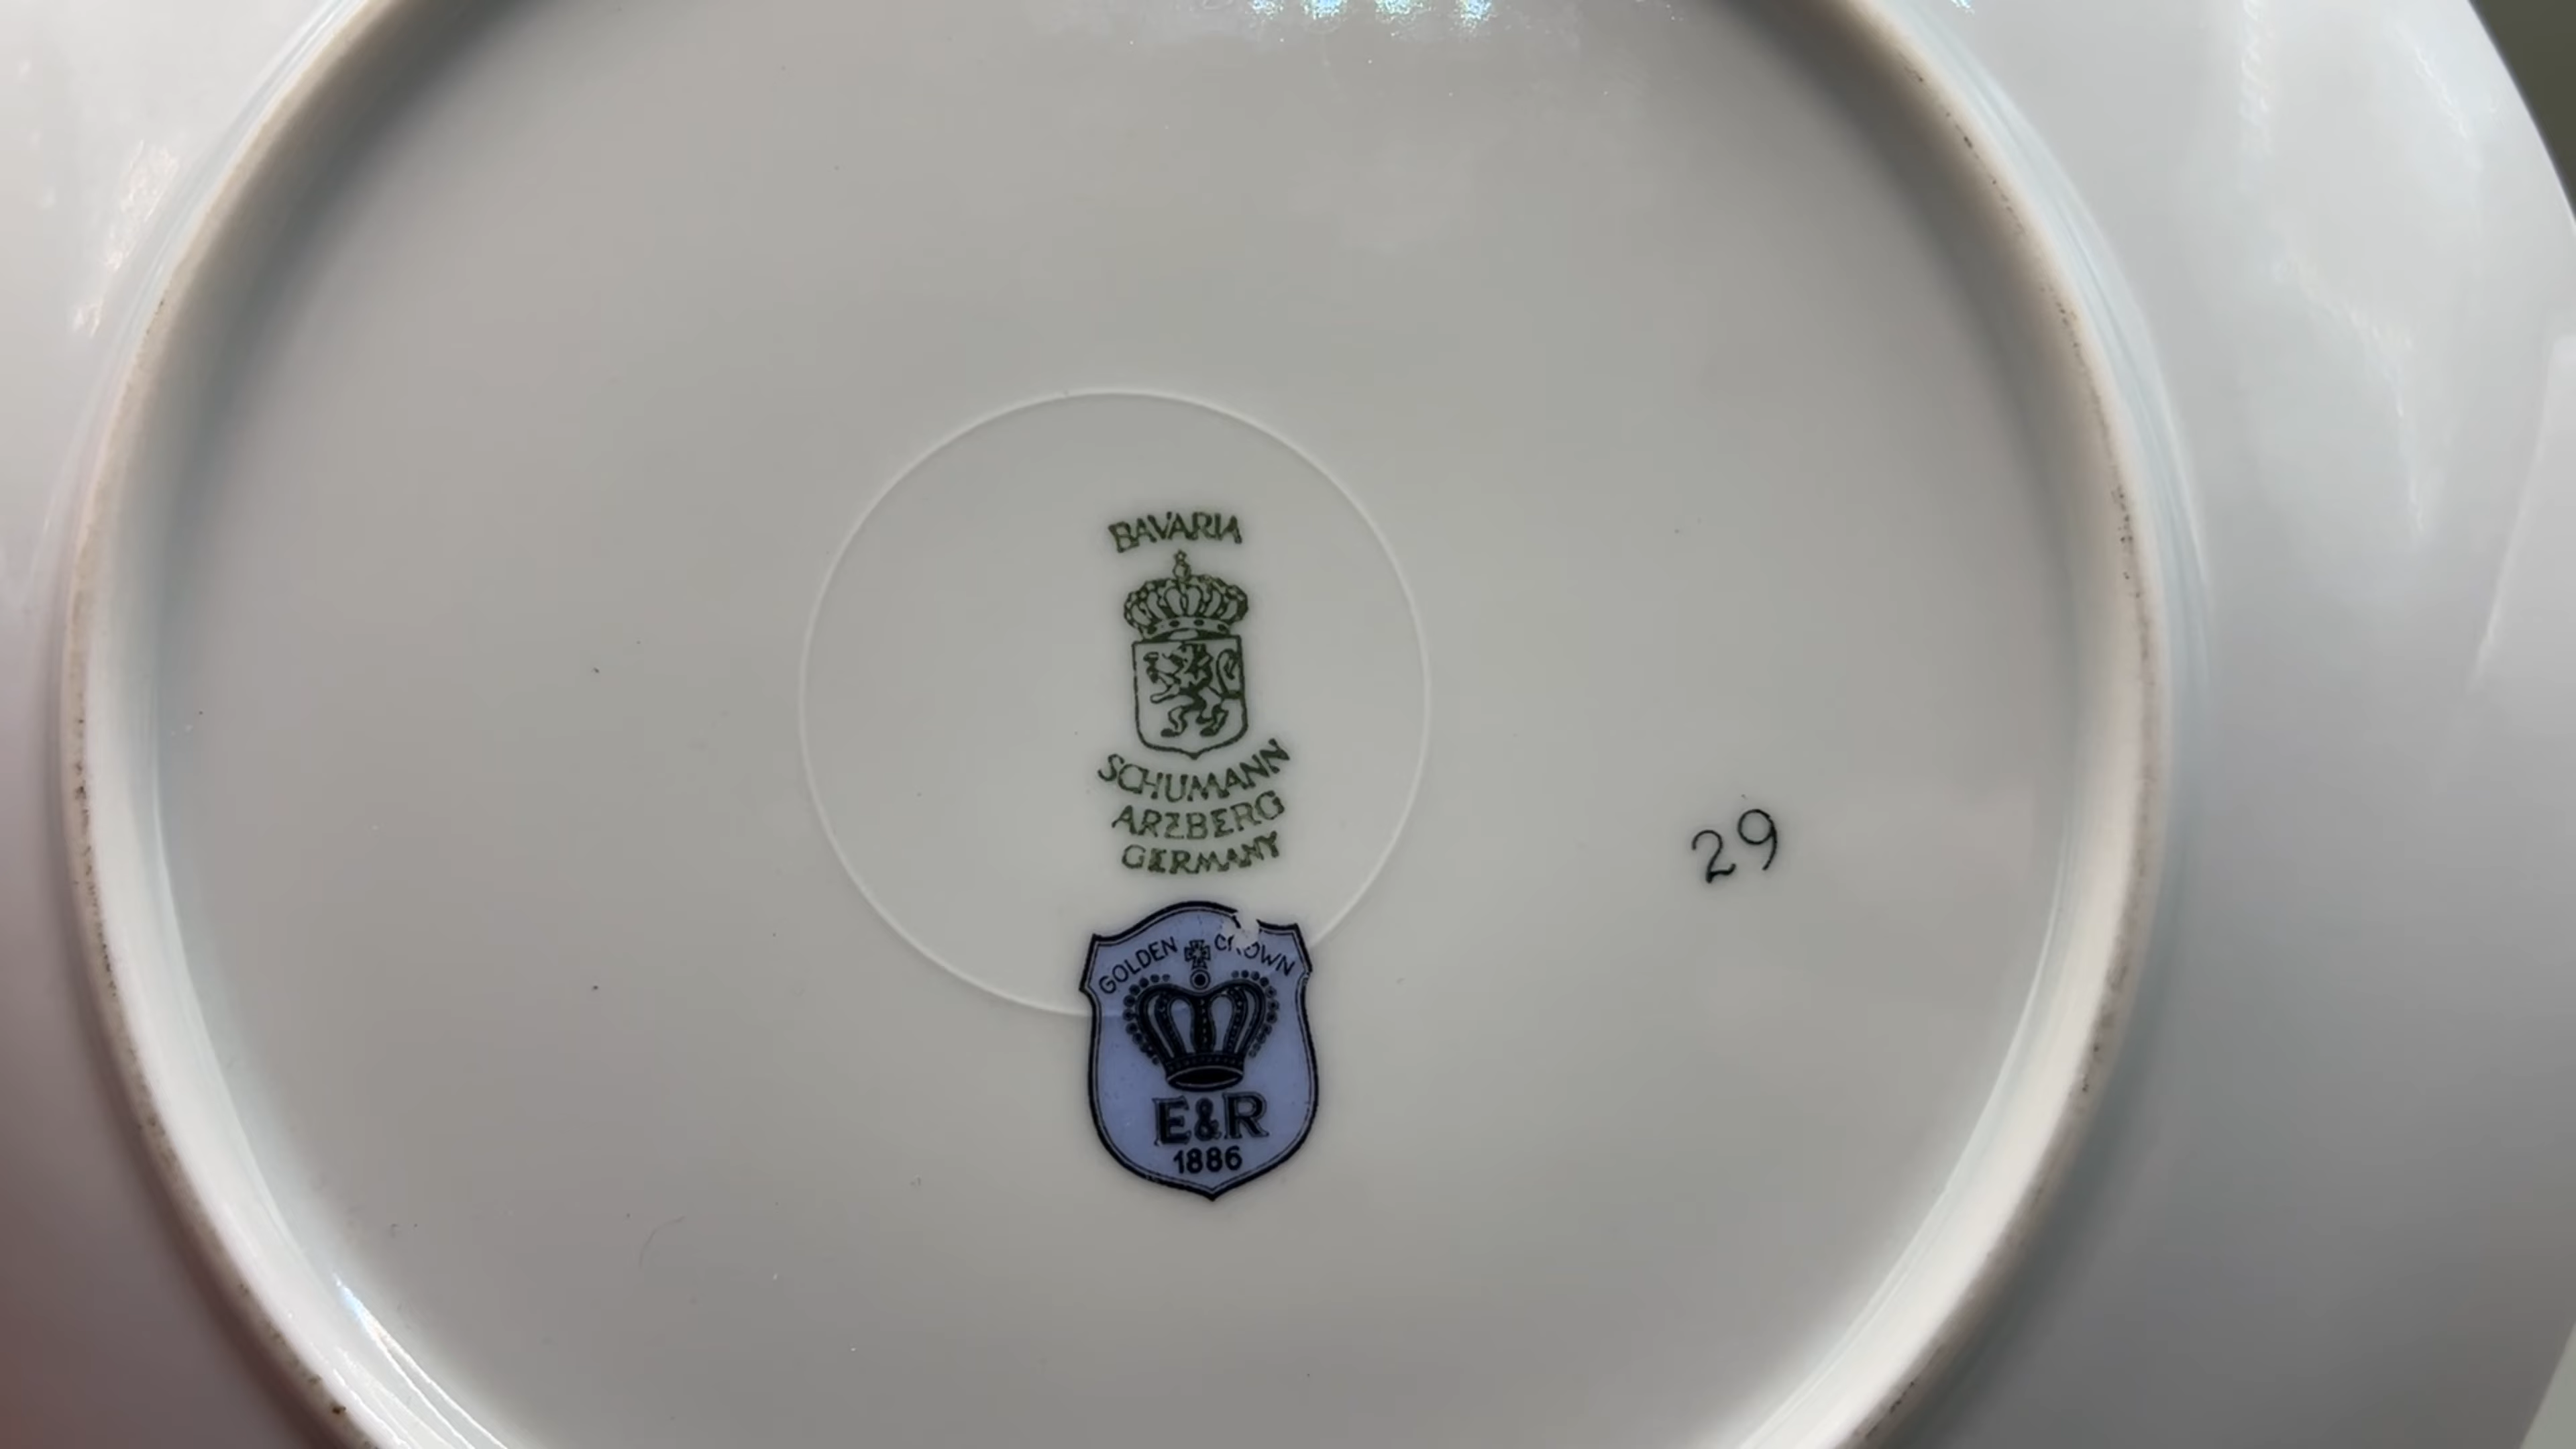 BAVARIA
SCHUMANN
ARZBERG
GERMANY
29
GOLDEN CROWN
E&R
1886